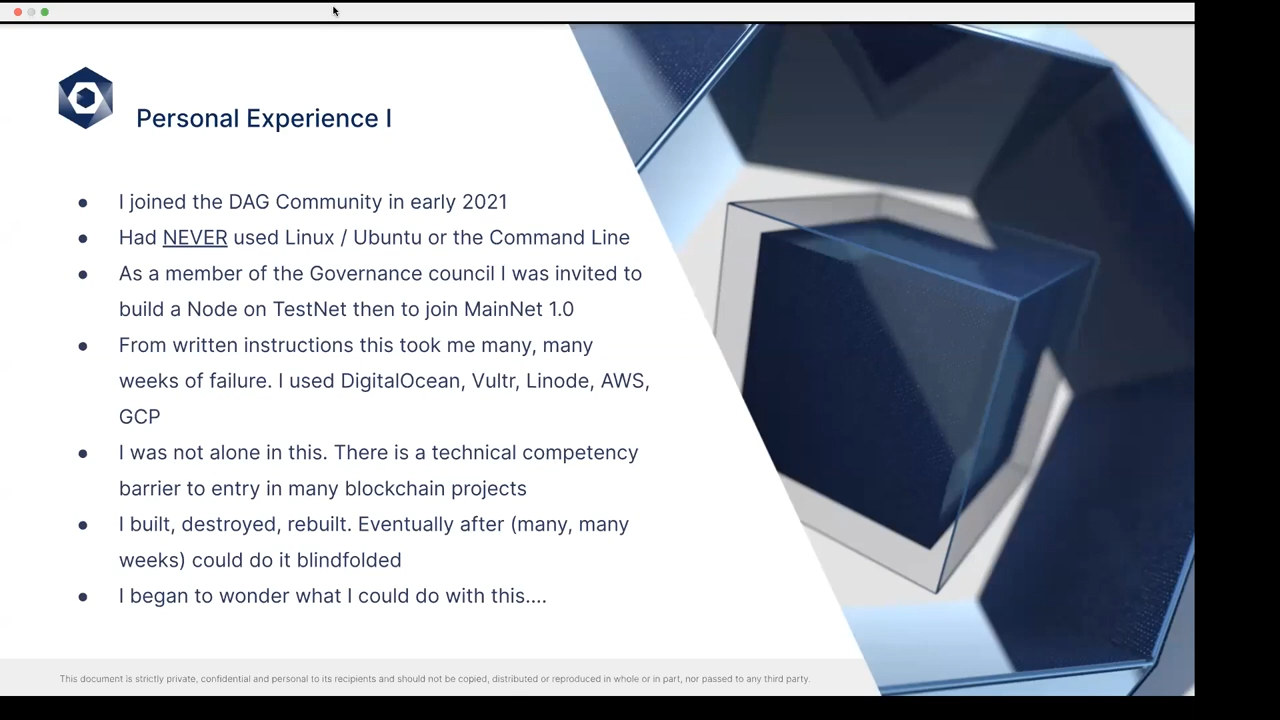 Personal Experience I
● I joined the DAG Community in early 2021
● Had NEVER used Linux / Ubuntu or the Command Line
● As a member of the Governance council I was invited to
build a Node on TestNet then to join MainNet 1.0
● From written instructions this took me many, many
weeks of failure. I used DigitalOcean, Vultr, Linode, AWS,
GCP
● I was not alone in this. There is a technical competency
barrier to entry in many blockchain projects
● I built, destroyed, rebuilt. Eventually after (many, many
weeks) could do it blindfolded
● I began to wonder what I could do with this....
This document is strictly private, confidential and personal to its recipients and should not be copied, distributed or reproduced in whole or in part, nor passed to any third party.